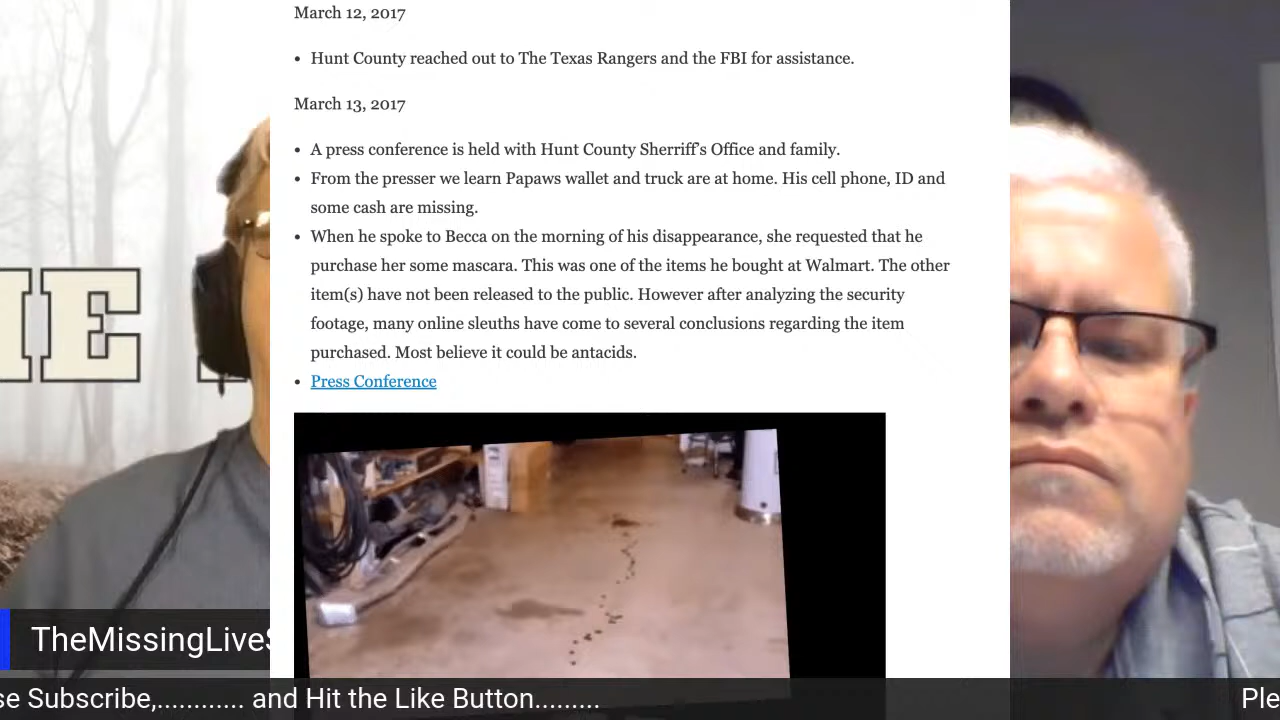 March 12, 2017
• Hunt County reached out to The Texas Rangers and the FBI for assistance.
March 13, 2017
• A press conference is held with Hunt County Sherriff's Office and family.
• From the presser we learn Papaws wallet and truck are at home. His cell phone, ID and
some cash are missing.
• When he spoke to Becca on the morning of his disappearance, she requested that he
purchase her some mascara. This was one of the items he bought at Walmart. The other
item(s) have not been released to the public. However after analyzing the security
footage, many online sleuths have come to several conclusions regarding the item
purchased. Most believe it could be antacids.
• Press Conference
TheMissingLive
se Subscribe,............ and Hit the Like Button......... Ple